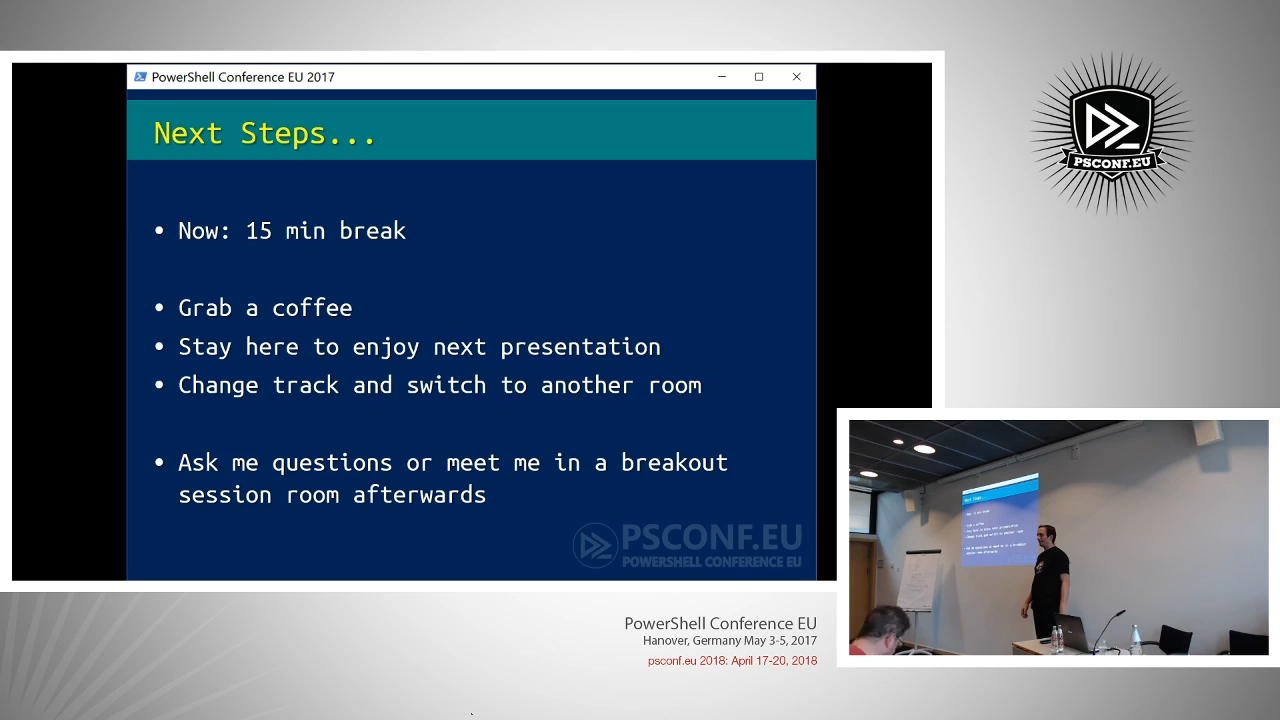 PowerShell Conference EU 2017
Next Steps...
• Now: 15 min break
• Grab a coffee
• Stay here to enjoy next presentation
• Change track and switch to another room
• Ask me questions or meet me in a breakout
session room afterwards
PSCONF.EU
POWERSHELL CONFERENCE EU
PSCONF.EU
Next Steps...
PowerShell Conference EU
Hanover, Germany May 3-5, 2017
psconf.eu 2018: April 17-20, 2018